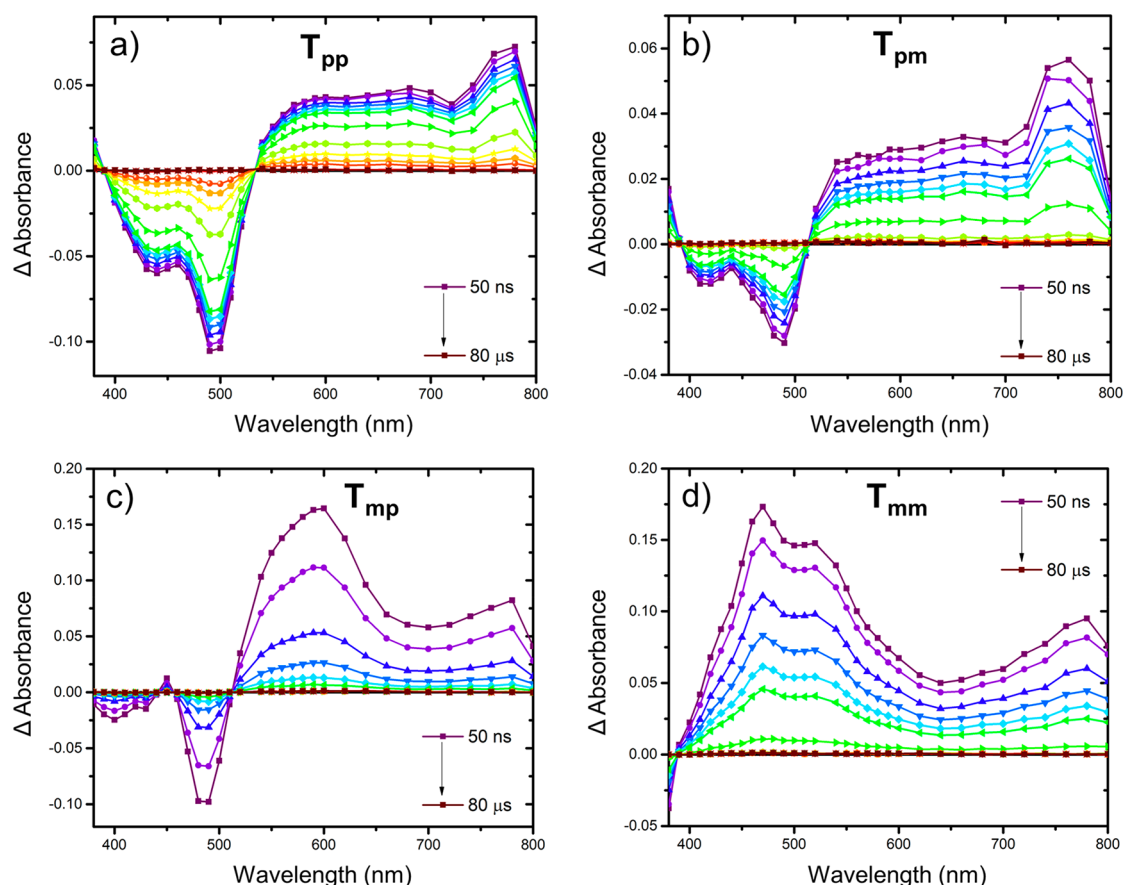 a) T_pp
0.05
0.00
-0.05
-0.10
Δ Absorbance
50 ns
80 µs
400 500 600 700 800
Wavelength (nm)
b) T_pm
0.06
0.04
0.02
0.00
-0.02
-0.04
Δ Absorbance
50 ns
80 µs
400 500 600 700 800
Wavelength (nm)
c) T_mp
0.20
0.15
0.10
0.05
0.00
-0.05
-0.10
Δ Absorbance
50 ns
80 µs
400 500 600 700 800
Wavelength (nm)
d) T_mm
0.20
0.15
0.10
0.05
0.00
-0.05
Δ Absorbance
50 ns
80 µs
400 500 600 700 800
Wavelength (nm)